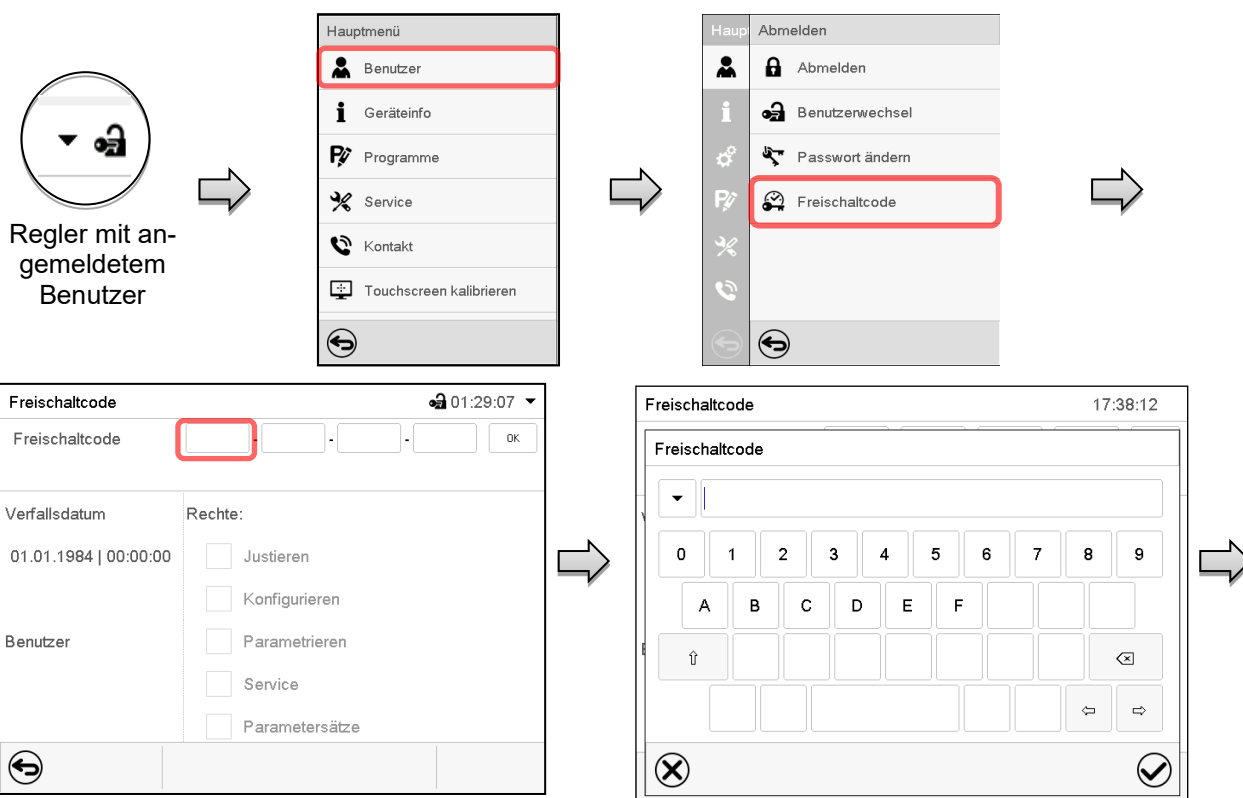 Regler mit an-
gemeldetem
Benutzer
Hauptmenü
Benutzer
Geräteinfo
Programme
Service
Kontakt
Touchscreen kalibrieren
Haup
Abmelden
Abmelden
Benutzerwechsel
Passwort ändern
Freischaltcode
Freischaltcode 01:29:07
Freischaltcode - - - OK
Verfallsdatum Rechte:
01.01.1984 | 00:00:00 Justieren
Konfigurieren
Benutzer Parametrieren
Service
Parametersätze
Freischaltcode 17:38:12
Freischaltcode
0 1 2 3 4 5 6 7 8 9
A B C D E F